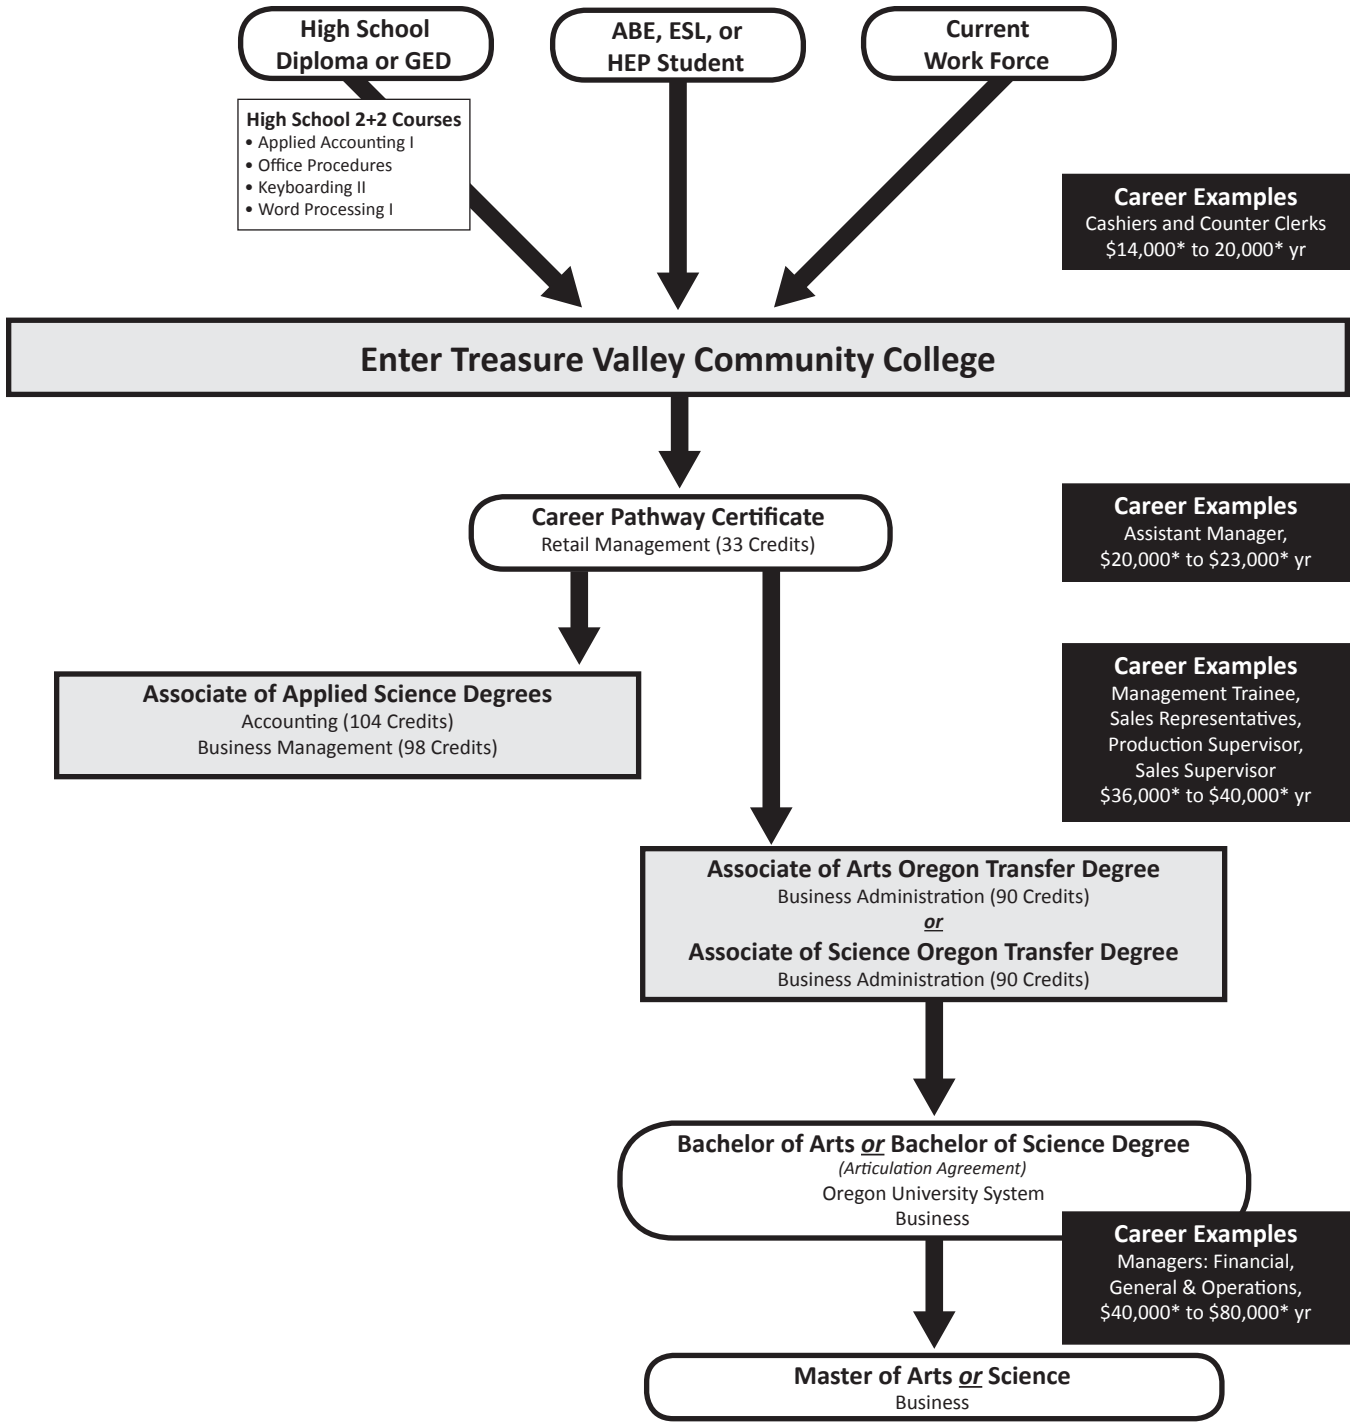 High School
Diploma or GED
ABE, ESL, or
HEP Student
Current
Work Force
High School 2+2 Courses
• Applied Accounting I
• Office Procedures
• Keyboarding II
• Word Processing I
Career Examples
Cashiers and Counter Clerks
$14,000* to 20,000* yr
Enter Treasure Valley Community College
Career Pathway Certificate
Retail Management (33 Credits)
Career Examples
Assistant Manager,
$20,000* to $23,000* yr
Associate of Applied Science Degrees
Accounting (104 Credits)
Business Management (98 Credits)
Career Examples
Management Trainee,
Sales Representatives,
Production Supervisor,
Sales Supervisor
$36,000* to $40,000* yr
Associate of Arts Oregon Transfer Degree
Business Administration (90 Credits)
or
Associate of Science Oregon Transfer Degree
Business Administration (90 Credits)
Bachelor of Arts or Bachelor of Science Degree
(Articulation Agreement)
Oregon University System
Business
Career Examples
Managers: Financial,
General & Operations,
$40,000* to $80,000* yr
Master of Arts or Science
Business